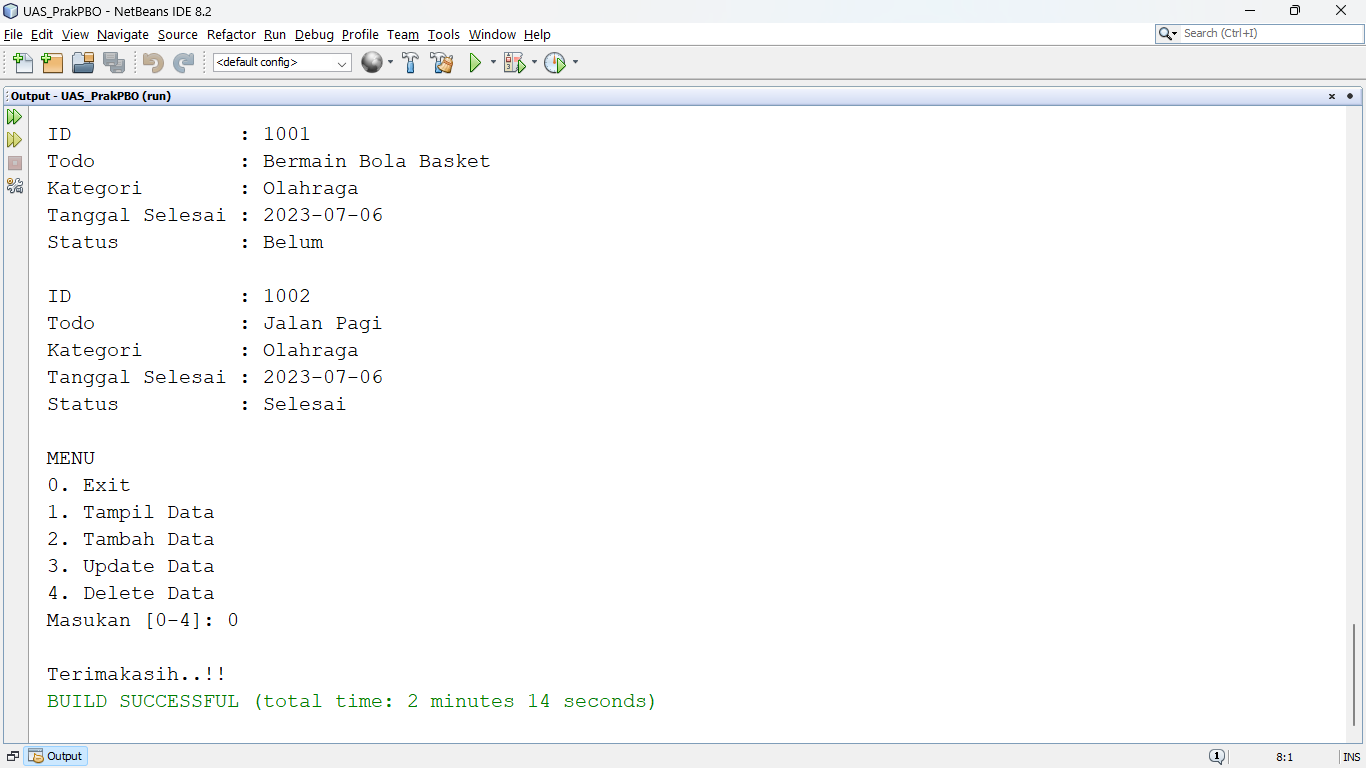 UAS_PrakPBO - NetBeans IDE 8.2
File Edit View Navigate Source Refactor Run Debug Profile Team Tools Window Help
Search (Ctrl+I)
<default config>
Output - UAS_PrakPBO (run)
ID : 1001
Todo : Bermain Bola Basket
Kategori : Olahraga
Tanggal Selesai : 2023-07-06
Status : Belum
ID : 1002
Todo : Jalan Pagi
Kategori : Olahraga
Tanggal Selesai : 2023-07-06
Status : Selesai
MENU
0. Exit
1. Tampil Data
2. Tambah Data
3. Update Data
4. Delete Data
Masukan [0-4]: 0
Terimakasih..!!
BUILD SUCCESSFUL (total time: 2 minutes 14 seconds)
Output
1
8:1
INS